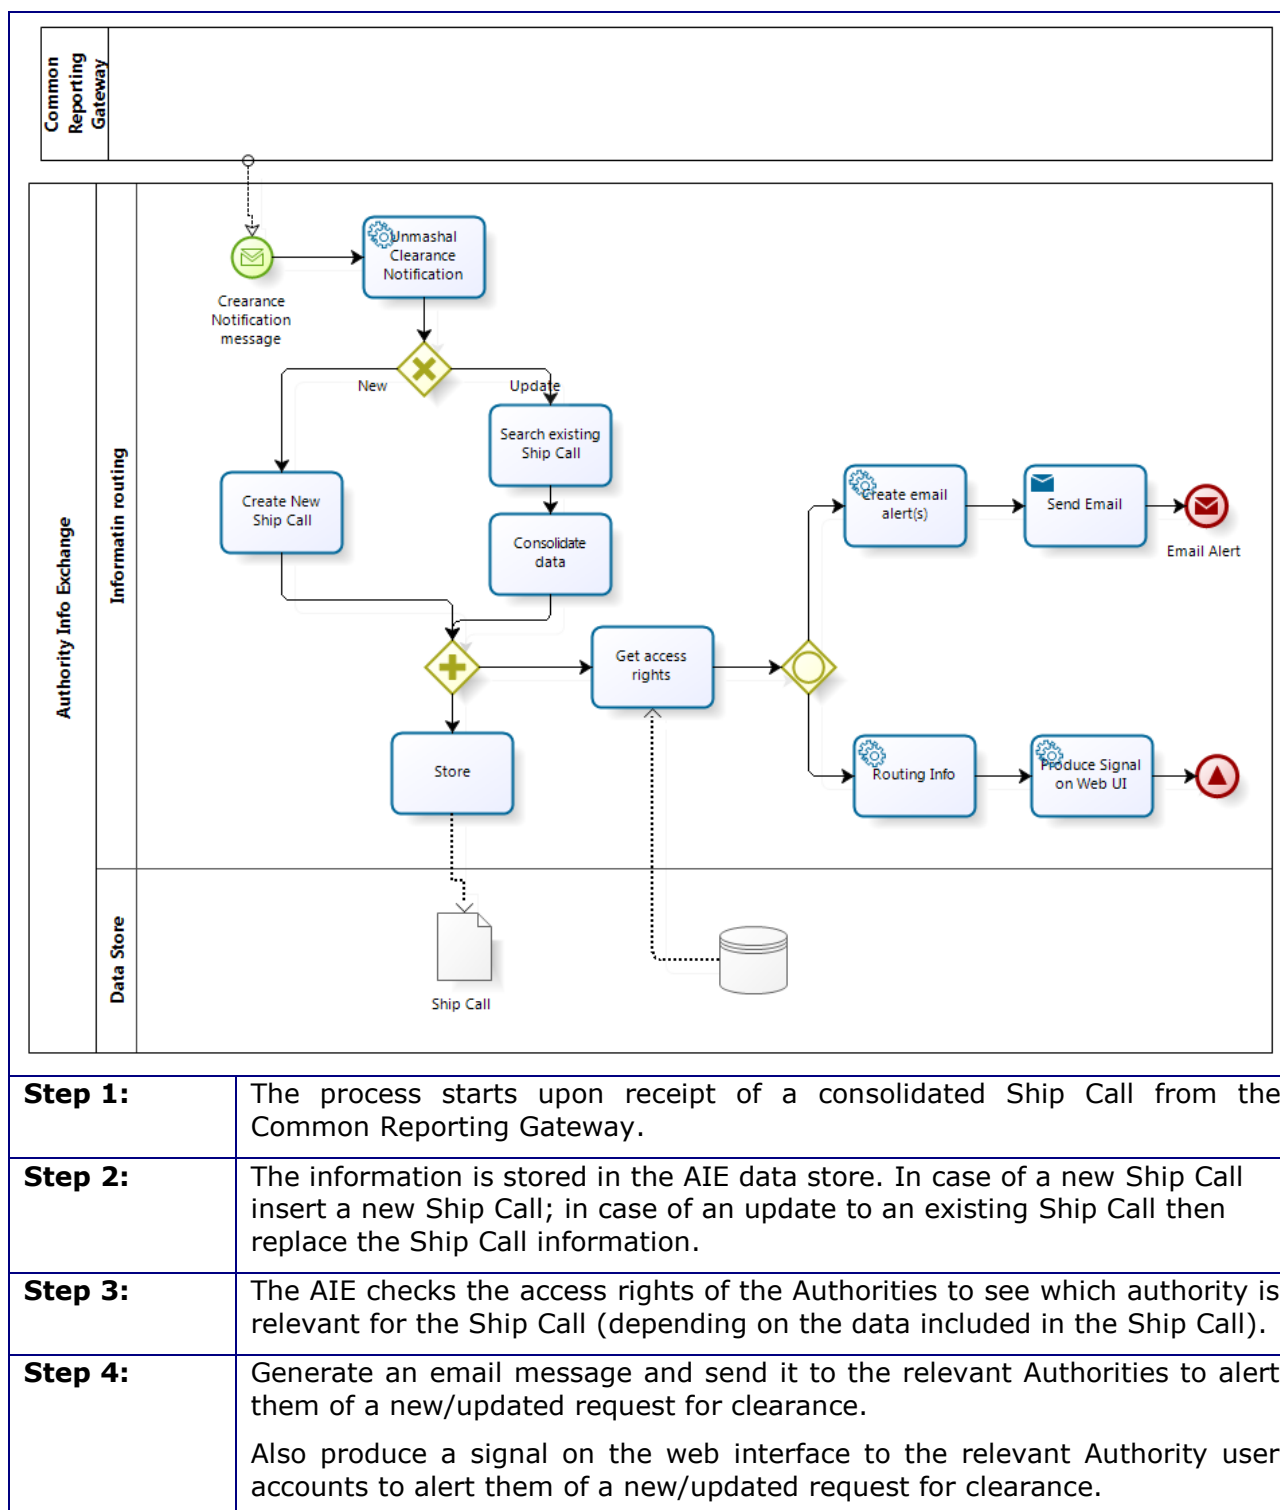 Common
Reporting
Gateway
Authority Info Exchange
Informatin routing
Unmashal
Clearance
Notification
Crearance
Notification
message
New
Update
Search existing
Ship Call
Create New
Ship Call
Consolidate
data
Create email
alert(s)
Send Email
Email Alert
Get access
rights
Store
Routing Info
Produce Signal
on Web UI
Data Store
Ship Call
Step 1:
The process starts upon receipt of a consolidated Ship Call from the
Common Reporting Gateway.
Step 2:
The information is stored in the AIE data store. In case of a new Ship Call
insert a new Ship Call; in case of an update to an existing Ship Call then
replace the Ship Call information.
Step 3:
The AIE checks the access rights of the Authorities to see which authority is
relevant for the Ship Call (depending on the data included in the Ship Call).
Step 4:
Generate an email message and send it to the relevant Authorities to alert
them of a new/updated request for clearance.
Also produce a signal on the web interface to the relevant Authority user
accounts to alert them of a new/updated request for clearance.